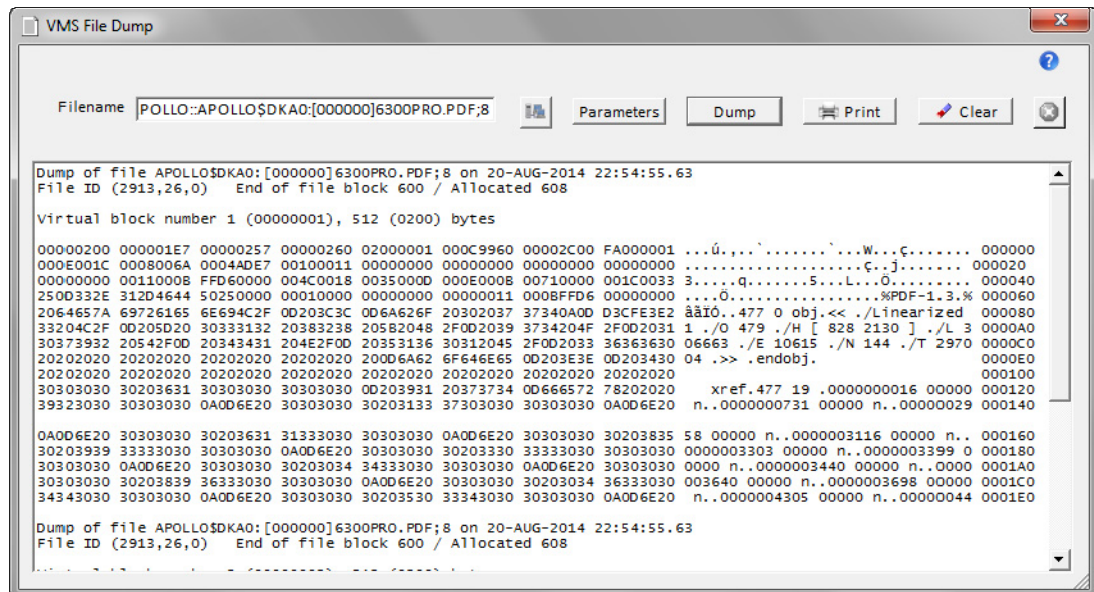 VMS File Dump
Filename POLLO::APOLLO$DKA0:[000000]6300PRO.PDF;8 Parameters Dump Print Clear
Dump of file APOLLO$DKA0:[000000]6300PRO.PDF;8 on 20-AUG-2014 22:54:55.63
File ID (2913,26,0)   End of file block 600 / Allocated 608
Virtual block number 1 (00000001), 512 (0200) bytes
00000200 000001E7 00000257 00000260 02000001 000C9960 00002C00 FA000001 ...ú.,..`.......`...W...ç....... 000000
000E001C 0008006A 0004ADE7 00100011 00000000 00000000 00000000 00000000 ....................ç..j....... 000020
00000000 0011000B FFD60000 004C0018 0035000D 000E000B 00710000 001C0033 3.....q.......5...L...Ö......... 000040
250D332E 312D4644 50250000 00010000 00000000 00000011 000BFFD6 00000000 ....Ö.................%PDF-1.3.% 000060
2064657A 69726165 6E694C2F 0D203C3C 0D6A626F 20302037 37340A0D D3CFE3E2 âãÏÓ..477 0 obj.<< ./Linearized 000080
33204C2F 0D205D20 30333132 20383238 205B2048 2F0D2039 3734204F 2F0D2031 1 ./O 479 ./H [ 828 2130 ] ./L 3 0000A0
30373932 20542F0D 20343431 204E2F0D 20353136 30312045 2F0D2033 36363630 06663 ./E 10615 ./N 144 ./T 2970 0000C0
20202020 20202020 20202020 20202020 200D6A62 6F646E65 0D203E3E 0D203430 04 .>> .endobj. 0000E0
20202020 20202020 20202020 20202020 20202020 20202020 20202020 20202020 000100
30303030 30203631 30303030 30303030 0D203931 20373734 0D666572 78202020 xref.477 19 .0000000016 00000 000120
39323030 30303030 0A0D6E20 30303030 30203133 37303030 30303030 0A0D6E20 n..0000000731 00000 n..00000029 000140
0A0D6E20 30303030 30203631 31333030 30303030 0A0D6E20 30303030 30203835 58 00000 n..0000003116 00000 n.. 000160
30203939 33333030 30303030 0A0D6E20 30303030 30203330 33333030 30303030 0000003303 00000 n..0000003399 0 000180
30303030 0A0D6E20 30303030 30203034 34333030 30303030 0A0D6E20 30303030 0000 n..0000003440 00000 n..0000 0001A0
30303030 30203839 36333030 30303030 0A0D6E20 30303030 30203034 36333030 003640 00000 n..0000003698 00000 0001C0
34343030 30303030 0A0D6E20 30303030 30203530 33343030 30303030 0A0D6E20 n..0000004305 00000 n..00000044 0001E0
Dump of file APOLLO$DKA0:[000000]6300PRO.PDF;8 on 20-AUG-2014 22:54:55.63
File ID (2913,26,0)   End of file block 600 / Allocated 608